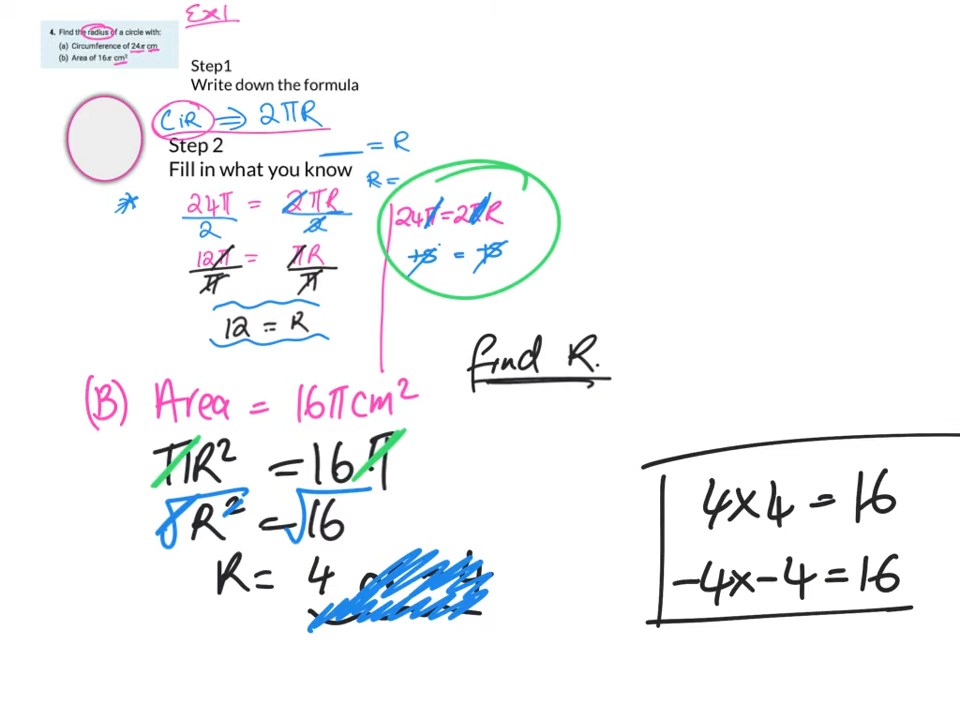 Ex1
4. Find the radius of a circle with:
(a) Circumference of 24π cm
(b) Area of 16π cm²
Step1
Write down the formula
CiR ⇒ 2πR
Step 2
Fill in what you know
___ = R
R =
24π = 2πR
2 2
12π = πR
π π
12 = R
24π = 2πR
÷8 = ÷8
find R.
(B) Area = 16πcm²
πR² = 16π
√R² = √16
R = 4
4 x 4 = 16
-4 x -4 = 16